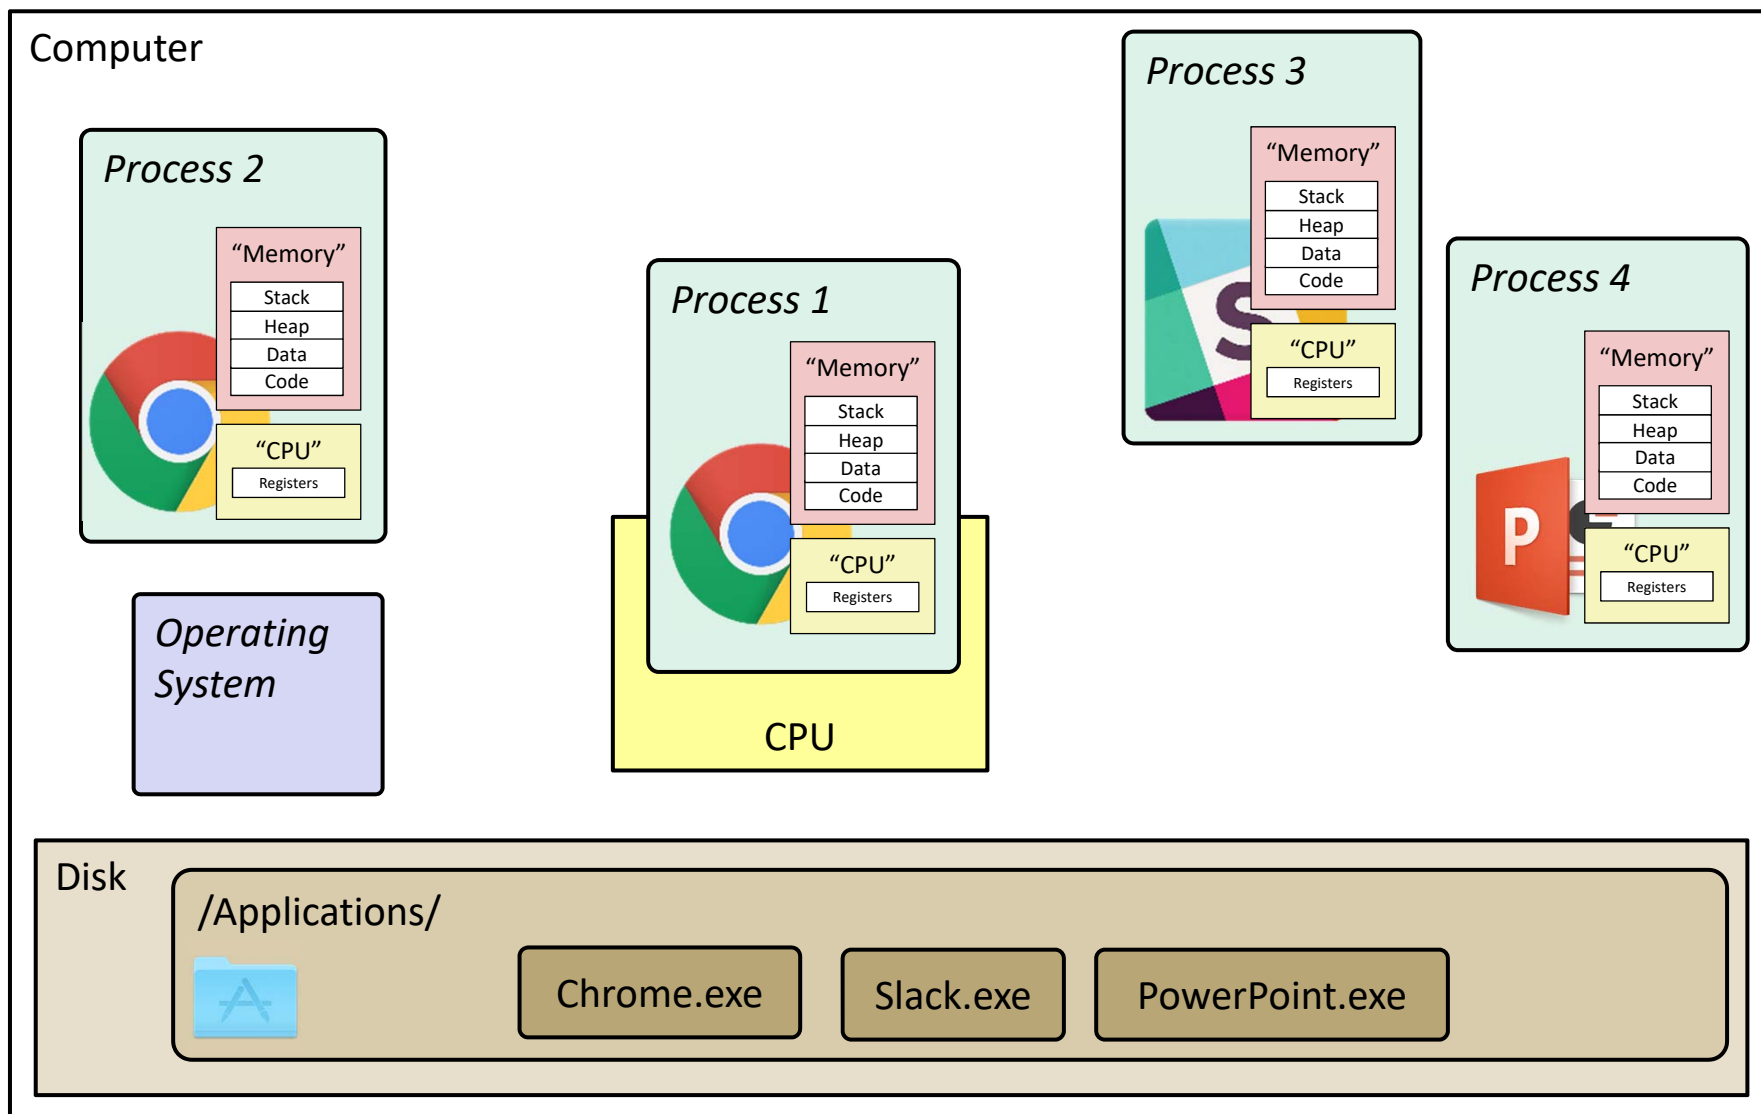 Computer
Process 2
“Memory”
Stack
Heap
Data
Code
“CPU”
Registers
Process 1
“Memory”
Stack
Heap
Data
Code
“CPU”
Registers
CPU
Process 3
“Memory”
Stack
Heap
Data
Code
“CPU”
Registers
S
Process 4
“Memory”
Stack
Heap
Data
Code
“CPU”
Registers
P
Operating
System
Disk
/Applications/
Chrome.exe
Slack.exe
PowerPoint.exe